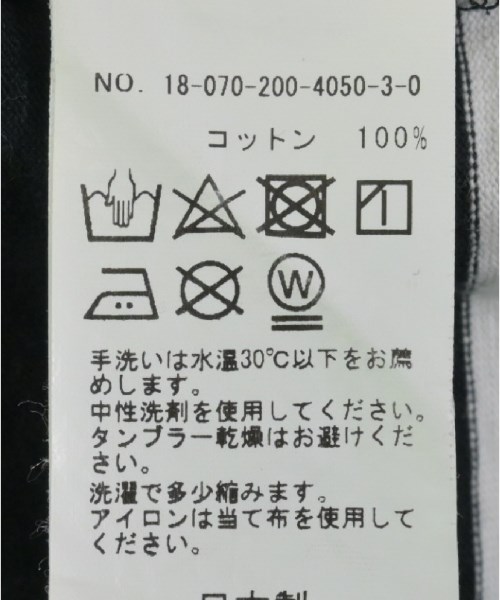 NO. 18-070-200-4050-3-0
コットン 100%
W
手洗いは水温30℃以下をお薦
めします。
中性洗剤を使用してください。
タンブラー乾燥はお避けくだ
さい。
洗濯で多少縮みます。
アイロンは当て布を使用して
ください。
日本製